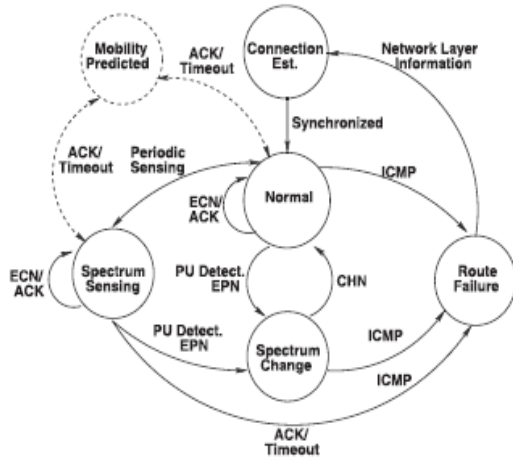 Mobility
Predicted
ACK/
Timeout
Connection
Est.
Network Layer
Information
Synchronized
ACK/
Timeout
Periodic
Sensing
ICMP
Normal
ECN/
ACK
ECN/
ACK
Spectrum
Sensing
PU Detect.
EPN
CHN
Route
Failure
PU Detect.
EPN
Spectrum
Change
ICMP
ICMP
ACK/
Timeout